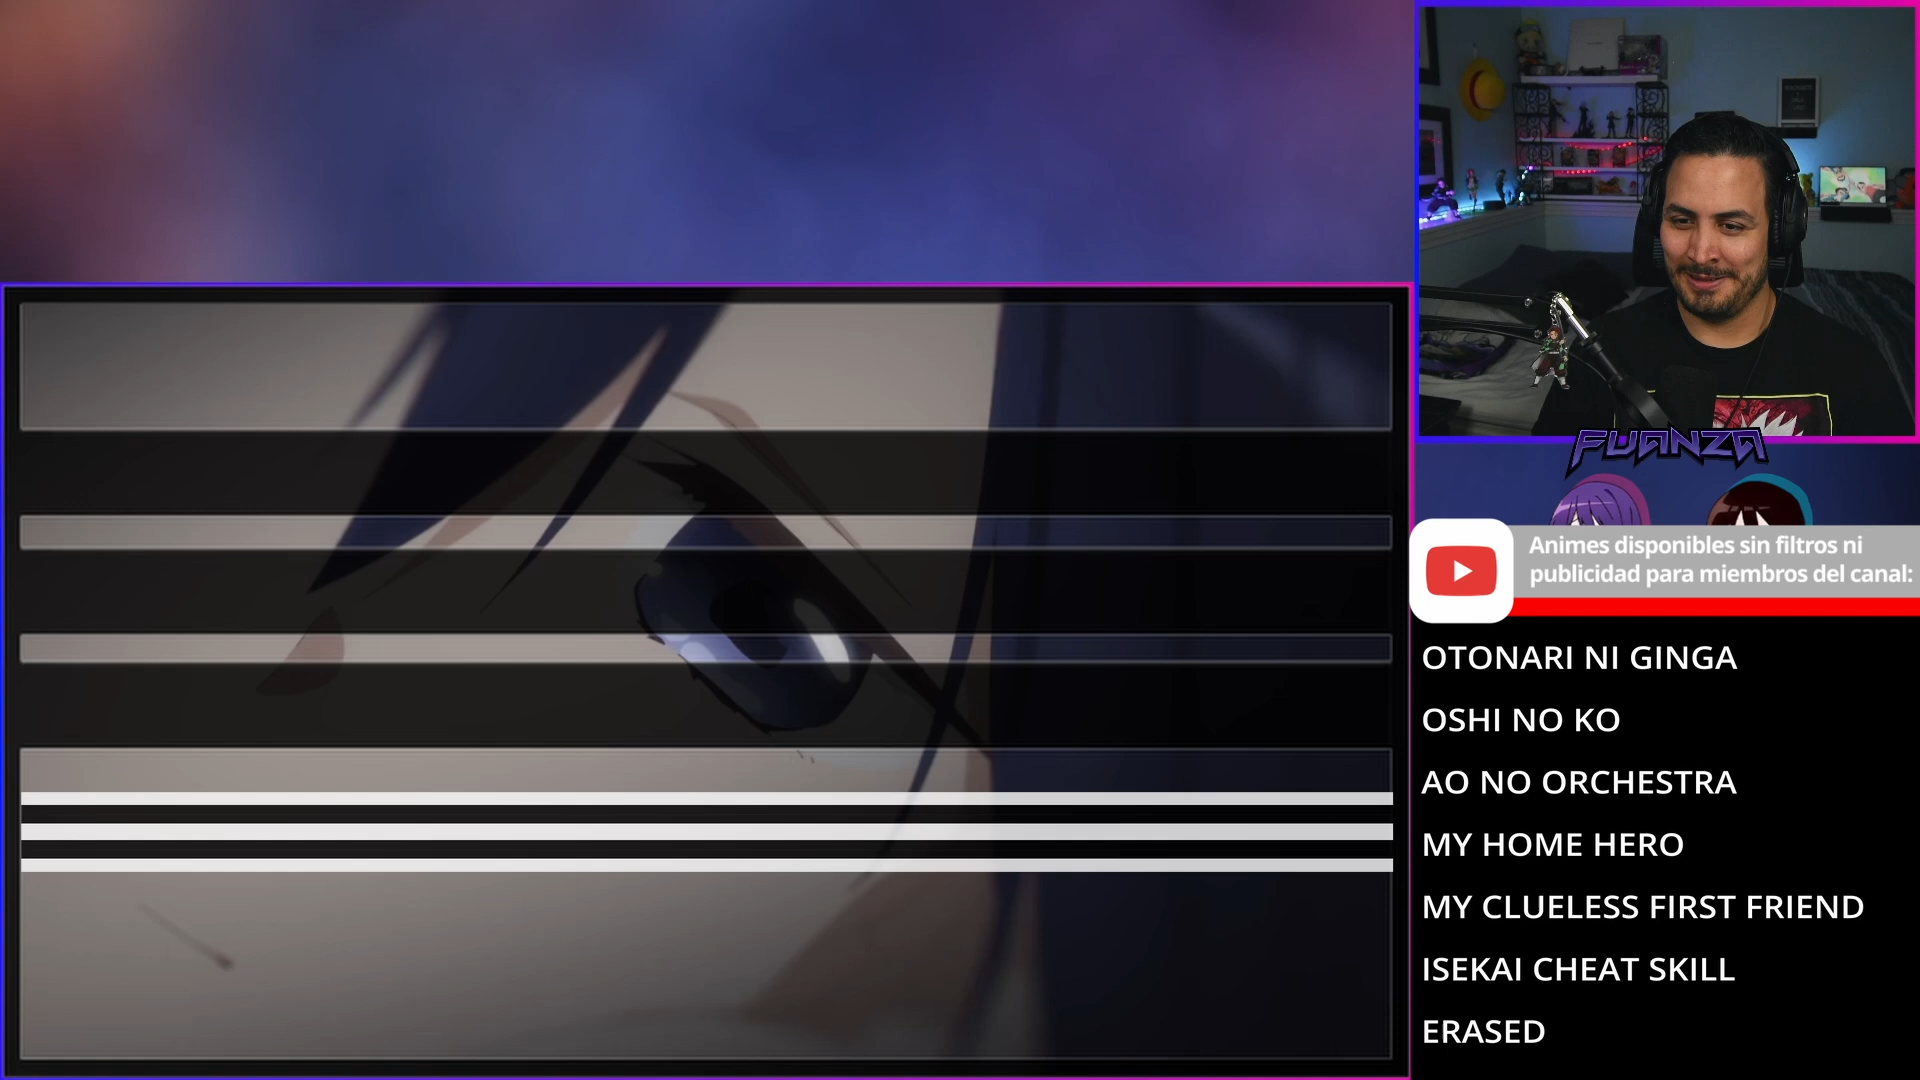 FUANZA
Animes disponibles sin filtros ni
publicidad para miembros del canal:
OTONARI NI GINGA
OSHI NO KO
AO NO ORCHESTRA
MY HOME HERO
MY CLUELESS FIRST FRIEND
ISEKAI CHEAT SKILL
ERASED